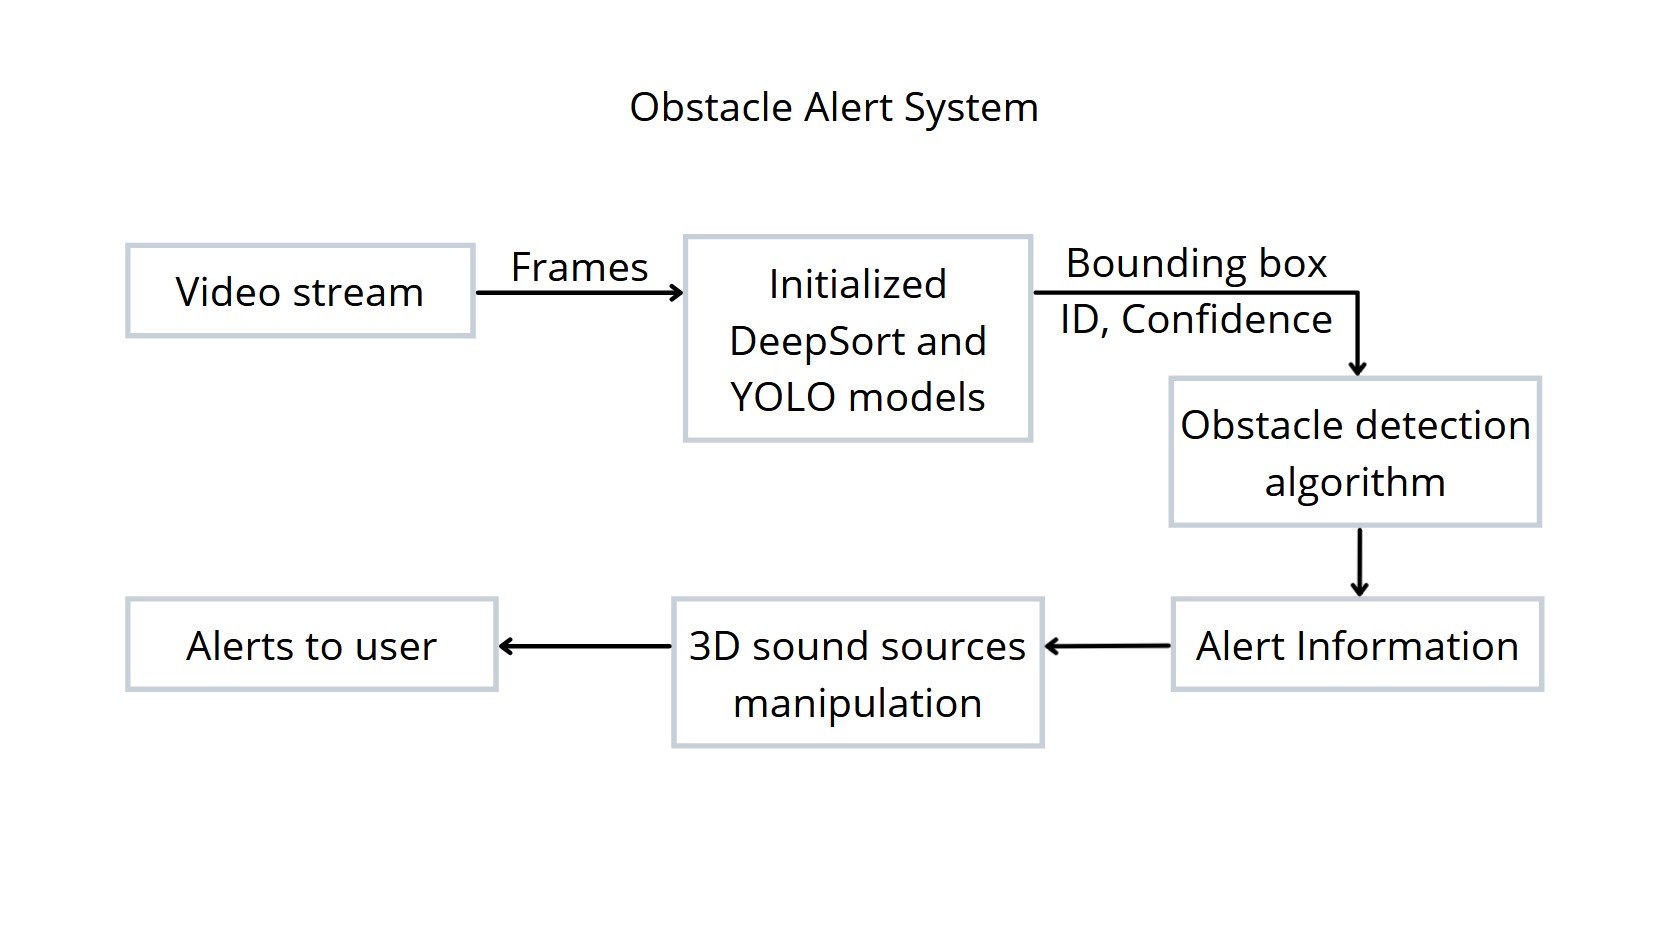 Obstacle Alert System
Video stream
Frames
Initialized
DeepSort and
YOLO models
Bounding box
ID, Confidence
Obstacle detection
algorithm
Alert Information
3D sound sources
manipulation
Alerts to user